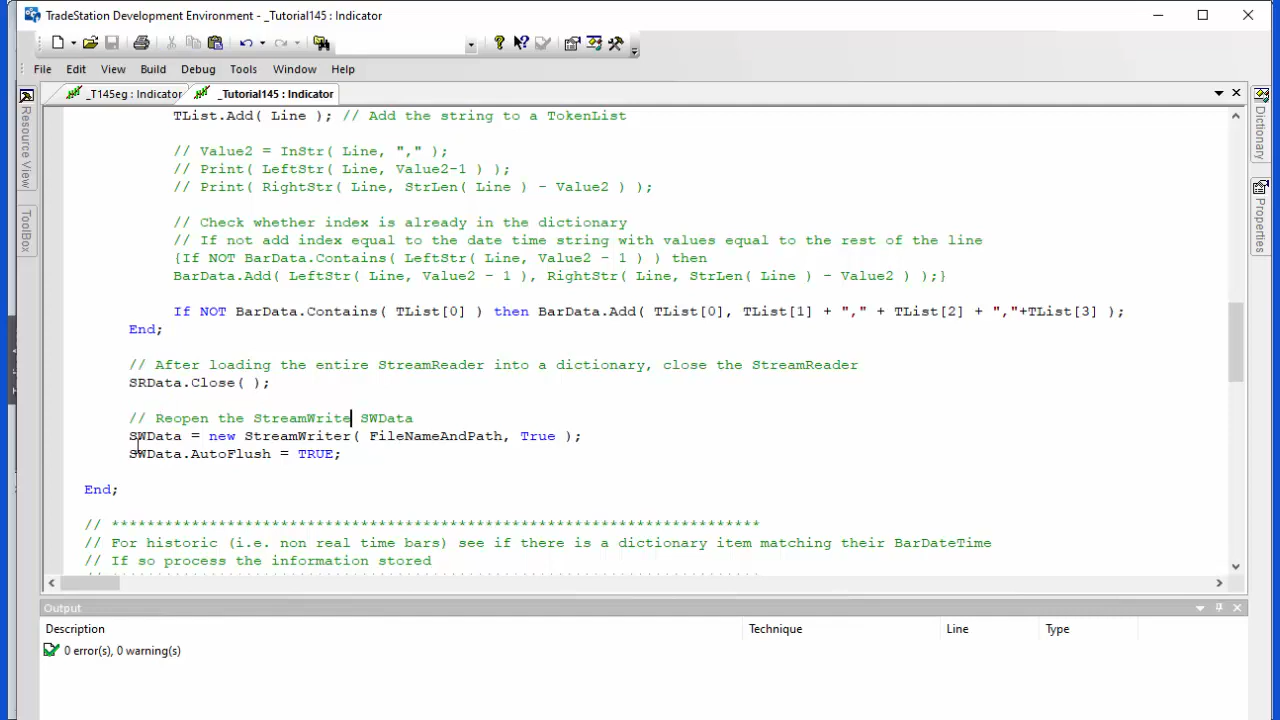 TradeStation Development Environment - _Tutorial145 : Indicator
File Edit View Build Debug Tools Window Help
_T145eg : Indicator _Tutorial145 : Indicator
Resource View
ToolBox
Dictionary
Properties
TList.Add( Line ); // Add the string to a TokenList
// Value2 = InStr( Line, "," );
// Print( LeftStr( Line, Value2-1 ) );
// Print( RightStr( Line, StrLen( Line ) - Value2 ) );
// Check whether index is already in the dictionary
// If not add index equal to the date time string with values equal to the rest of the line
{If NOT BarData.Contains( LeftStr( Line, Value2 - 1 ) ) then
BarData.Add( LeftStr( Line, Value2 - 1 ), RightStr( Line, StrLen( Line ) - Value2 ) );}
If NOT BarData.Contains( TList[0] ) then BarData.Add( TList[0], TList[1] + "," + TList[2] + ","+TList[3] );
End;
// After loading the entire StreamReader into a dictionary, close the StreamReader
SRData.Close( );
// Reopen the StreamWrite SWData
SWData = new StreamWriter( FileNameAndPath, True );
SWData.AutoFlush = TRUE;
End;
// *************************************************************************
// For historic (i.e. non real time bars) see if there is a dictionary item matching their BarDateTime
// If so process the information stored
Output
Description Technique Line Type
0 error(s), 0 warning(s)